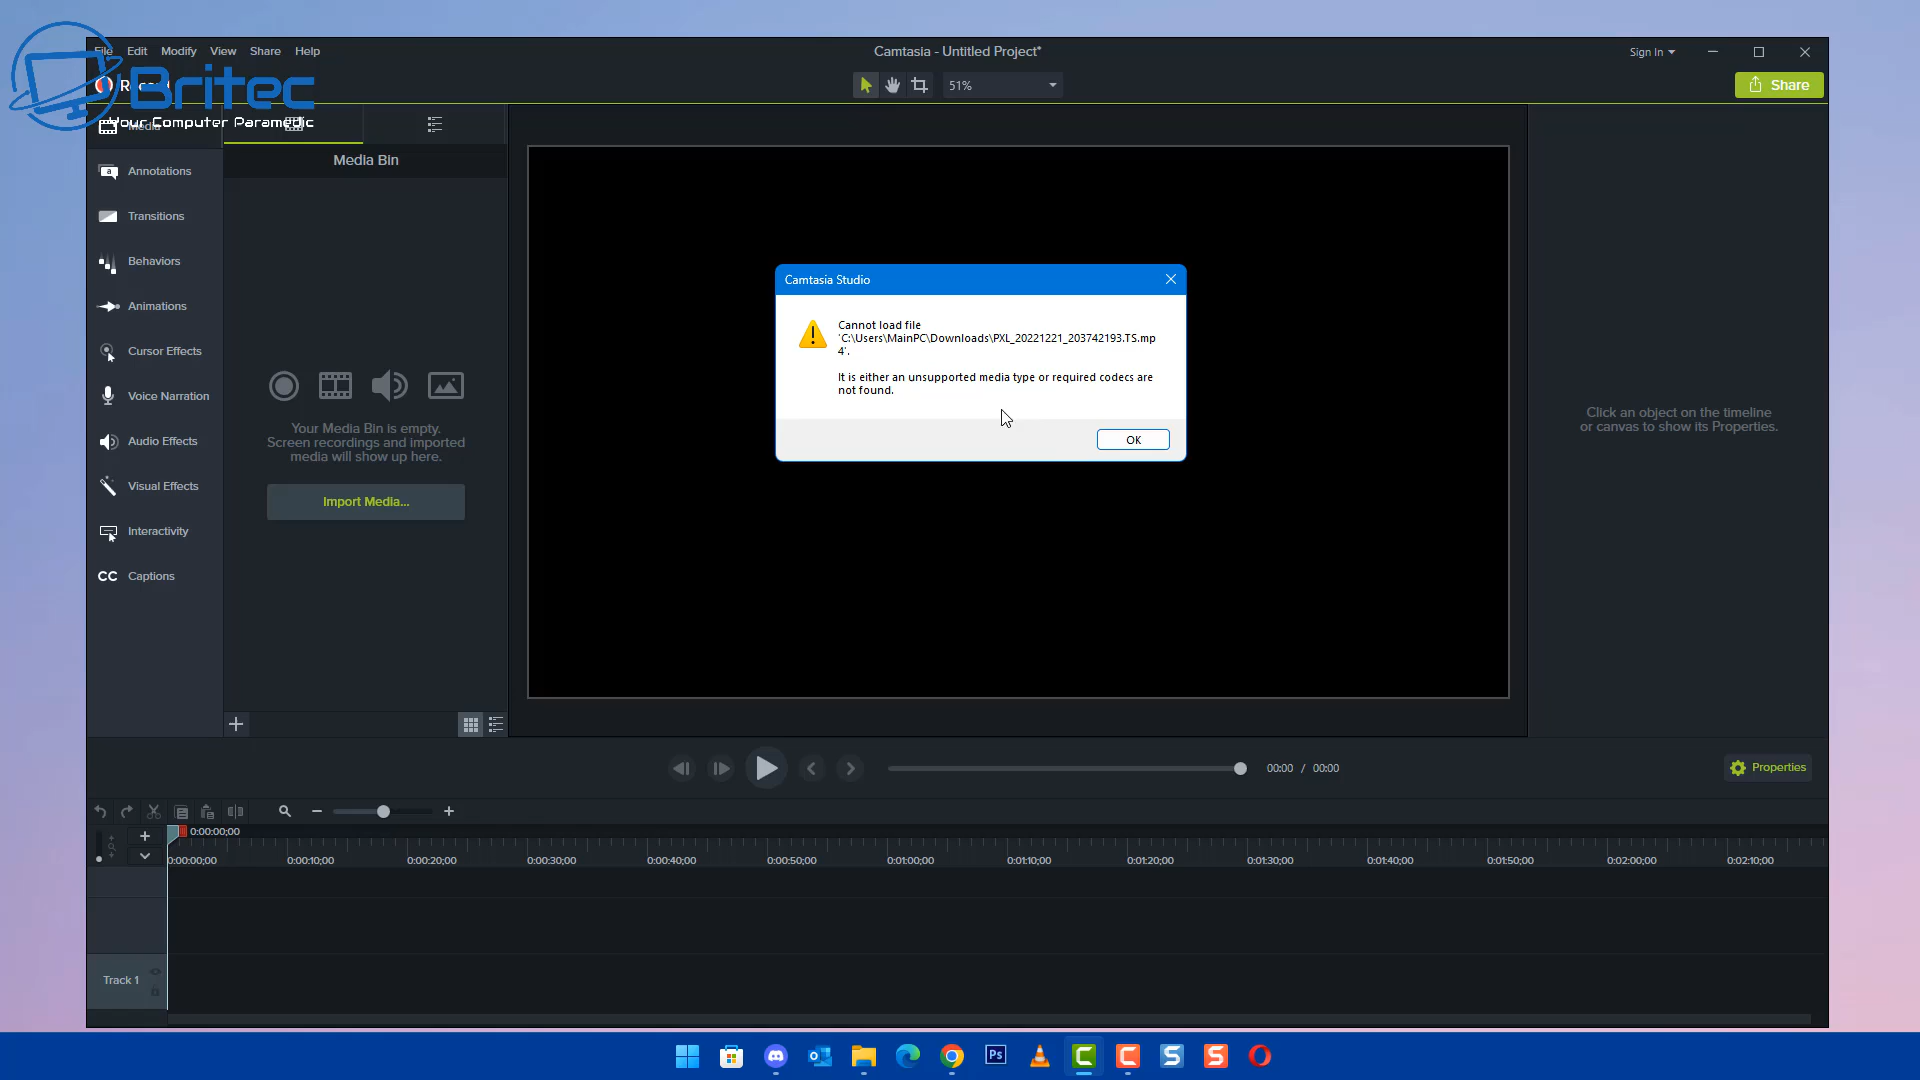 File Edit Modify View Share Help
Camtasia - Untitled Project*
Sign In
Britec
Your Computer Paramedic
51%
Share
Media
Annotations
Transitions
Behaviors
Animations
Cursor Effects
Voice Narration
Audio Effects
Visual Effects
Interactivity
CC Captions
Media Bin
Your Media Bin is empty.
Screen recordings and imported
media will show up here.
Import Media...
Camtasia Studio
Cannot load file
'C:\Users\MainPC\Downloads\PXL_20221221_203742193.TS.mp
4'.
It is either an unsupported media type or required codecs are
not found.
OK
Click an object on the timeline
or canvas to show its Properties.
00:00 / 00:00
Properties
0:00:00;00
0:00:00;00 0:00:10;00 0:00:20;00 0:00:30;00 0:00:40;00 0:00:50;00 0:01:00;00 0:01:10;00 0:01:20;00 0:01:30;00 0:01:40;00 0:01:50;00 0:02:00;00 0:02:10;00
Track 1
Ps